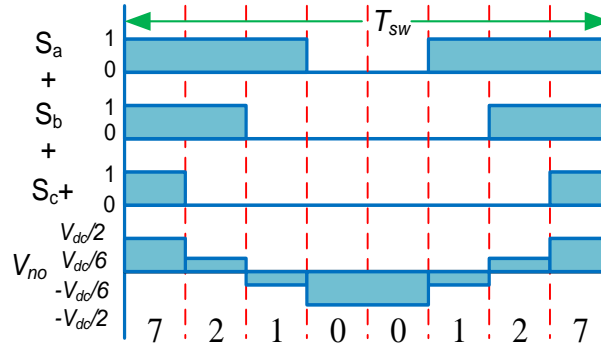 T_sw
S_a
+
1
0
S_b
+
1
0
S_c+
1
0
V_no
V_dc/2
V_dc/6
-V_dc/6
-V_dc/2
7 2 1 0 0 1 2 7